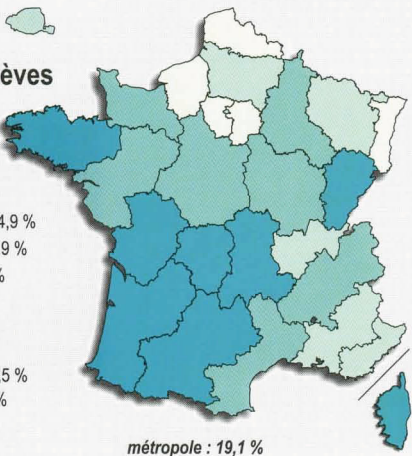 èves
4,9 %
,9 %
%
,5 %
%
métropole : 19,1 %